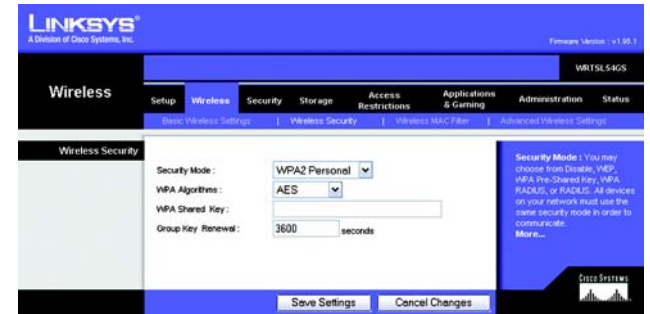 LINKSYS®
A Division of Cisco Systems, Inc.
Firmware Version : v1.95.1
WRTSL54GS
Wireless
Setup Wireless Security Storage Access Restrictions Applications & Gaming Administration Status
Basic Wireless Settings | Wireless Security | Wireless MAC Filter | Advanced Wireless Settings
Wireless Security
Security Mode : WPA2 Personal
WPA Algorithms : AES
WPA Shared Key :
Group Key Renewal : 3600 seconds
Security Mode : You may
choose from Disable, WEP,
WPA Pre-Shared Key, WPA
RADIUS, or RADIUS. All devices
on your network must use the
same security mode in order to
communicate.
More...
CISCO SYSTEMS
Save Settings Cancel Changes